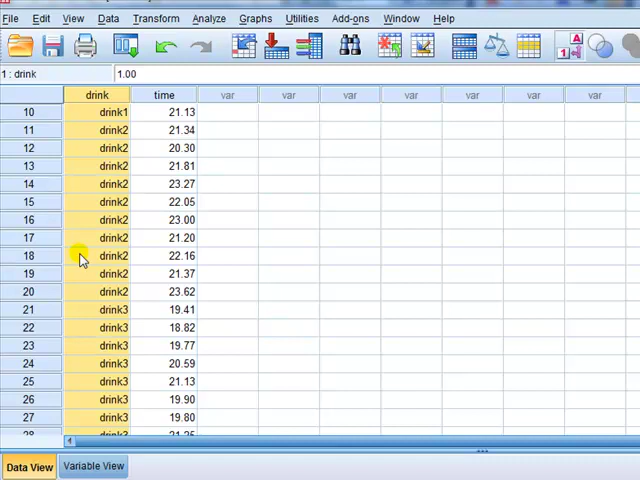 File Edit View Data Transform Analyze Graphs Utilities Add-ons Window Help
1 : drink 1.00
drink time var var var var var var var
10 drink1 21.13
11 drink2 21.34
12 drink2 20.30
13 drink2 21.81
14 drink2 23.27
15 drink2 22.05
16 drink2 23.00
17 drink2 21.20
18 drink2 22.16
19 drink2 21.37
20 drink2 23.62
21 drink3 19.41
22 drink3 18.82
23 drink3 19.77
24 drink3 20.59
25 drink3 21.13
26 drink3 19.90
27 drink3 19.80
28 drink3 21.25
Data View Variable View